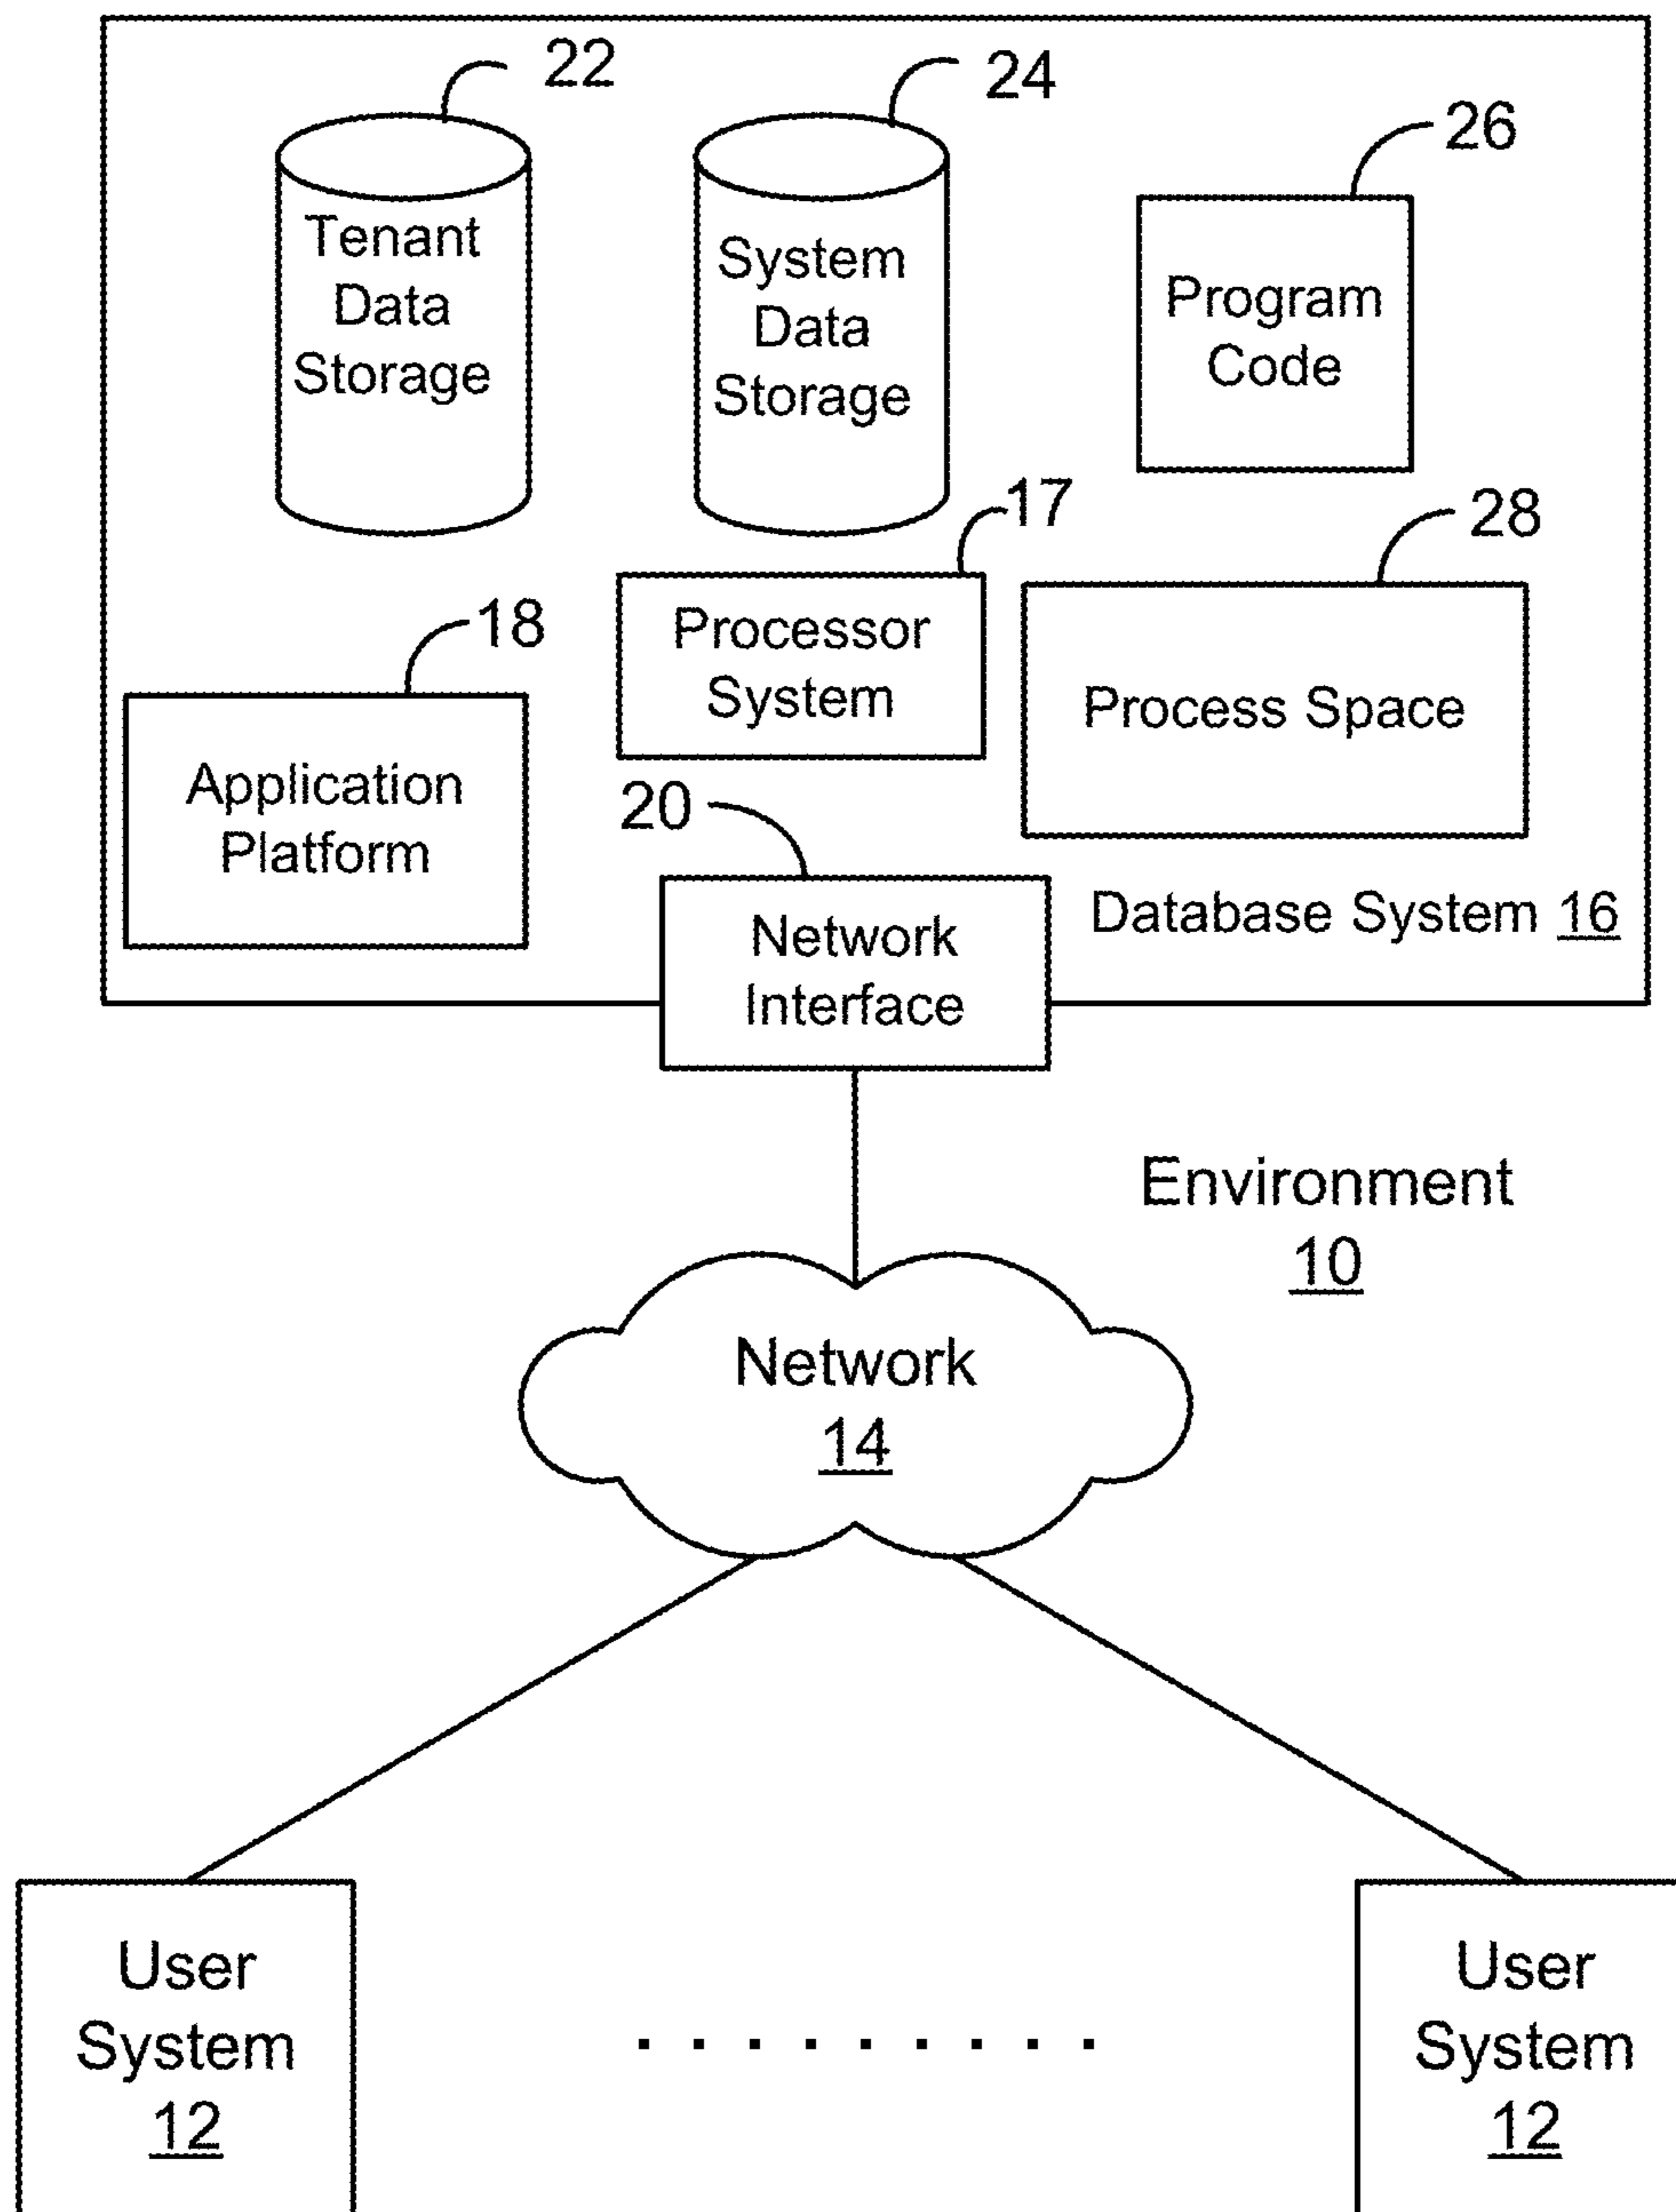 22
24
26
Tenant
Data
Storage
System
Data
Storage
Program
Code
17
28
18
Processor
System
Process Space
Application
Platform
20
Network
Interface
Database System 16
Environment
10
Network
14
User
System
12
. . . . . . . . .
User
System
12